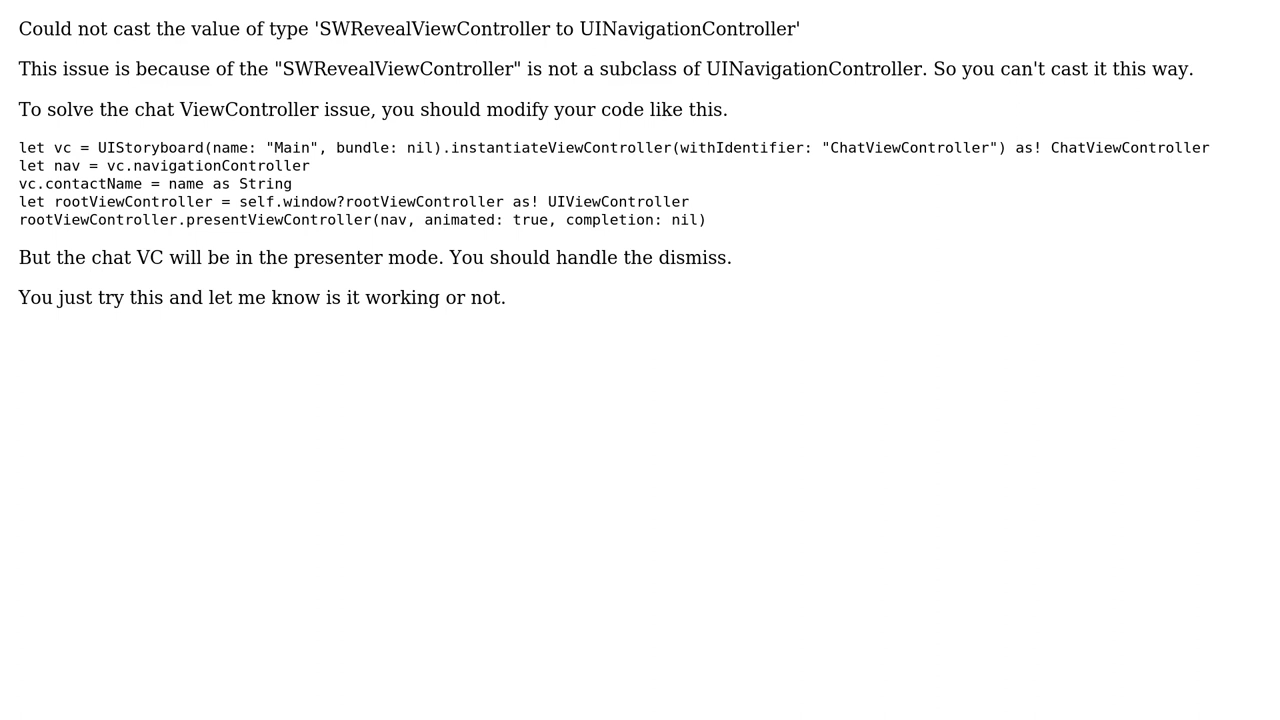 Could not cast the value of type 'SWRevealViewController to UINavigationController'
This issue is because of the "SWRevealViewController" is not a subclass of UINavigationController. So you can't cast it this way.
To solve the chat ViewController issue, you should modify your code like this.
let vc = UIStoryboard(name: "Main", bundle: nil).instantiateViewController(withIdentifier: "ChatViewController") as! ChatViewController
let nav = vc.navigationController
vc.contactName = name as String
let rootViewController = self.window?rootViewController as! UIViewController
rootViewController.presentViewController(nav, animated: true, completion: nil)
But the chat VC will be in the presenter mode. You should handle the dismiss.
You just try this and let me know is it working or not.